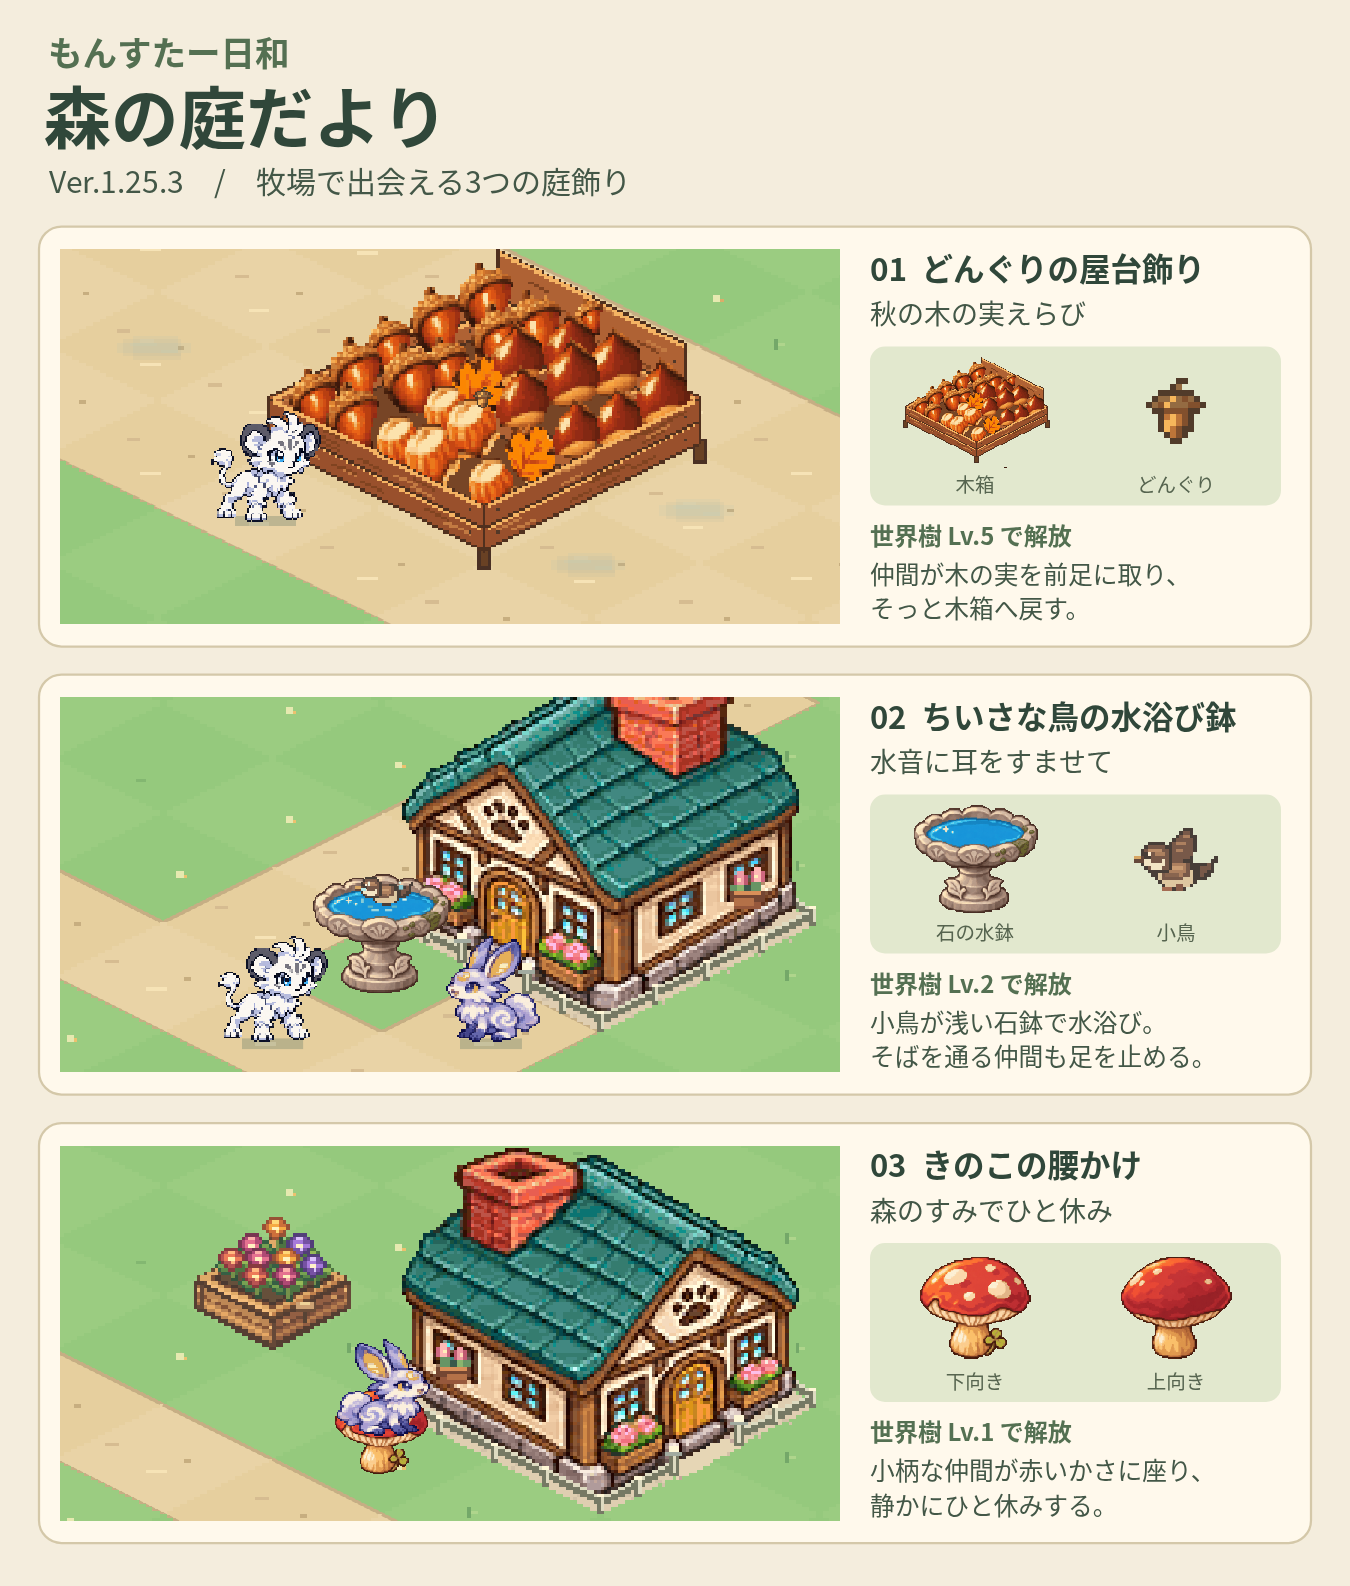 もんすたー日和
森の庭だより
Ver.1.25.3 / 牧場で出会える3つの庭飾り
01 どんぐりの屋台飾り
秋の木の実えらび
木箱 どんぐり
世界樹 Lv.5 で解放
仲間が木の実を前足に取り、
そっと木箱へ戻す。
02 ちいさな鳥の水浴び鉢
水音に耳をすませて
石の水鉢 小鳥
世界樹 Lv.2 で解放
小鳥が浅い石鉢で水浴び。
そばを通る仲間も足を止める。
03 きのこの腰かけ
森のすみでひと休み
下向き 上向き
世界樹 Lv.1 で解放
小柄な仲間が赤いかさに座り、
静かにひと休みする。